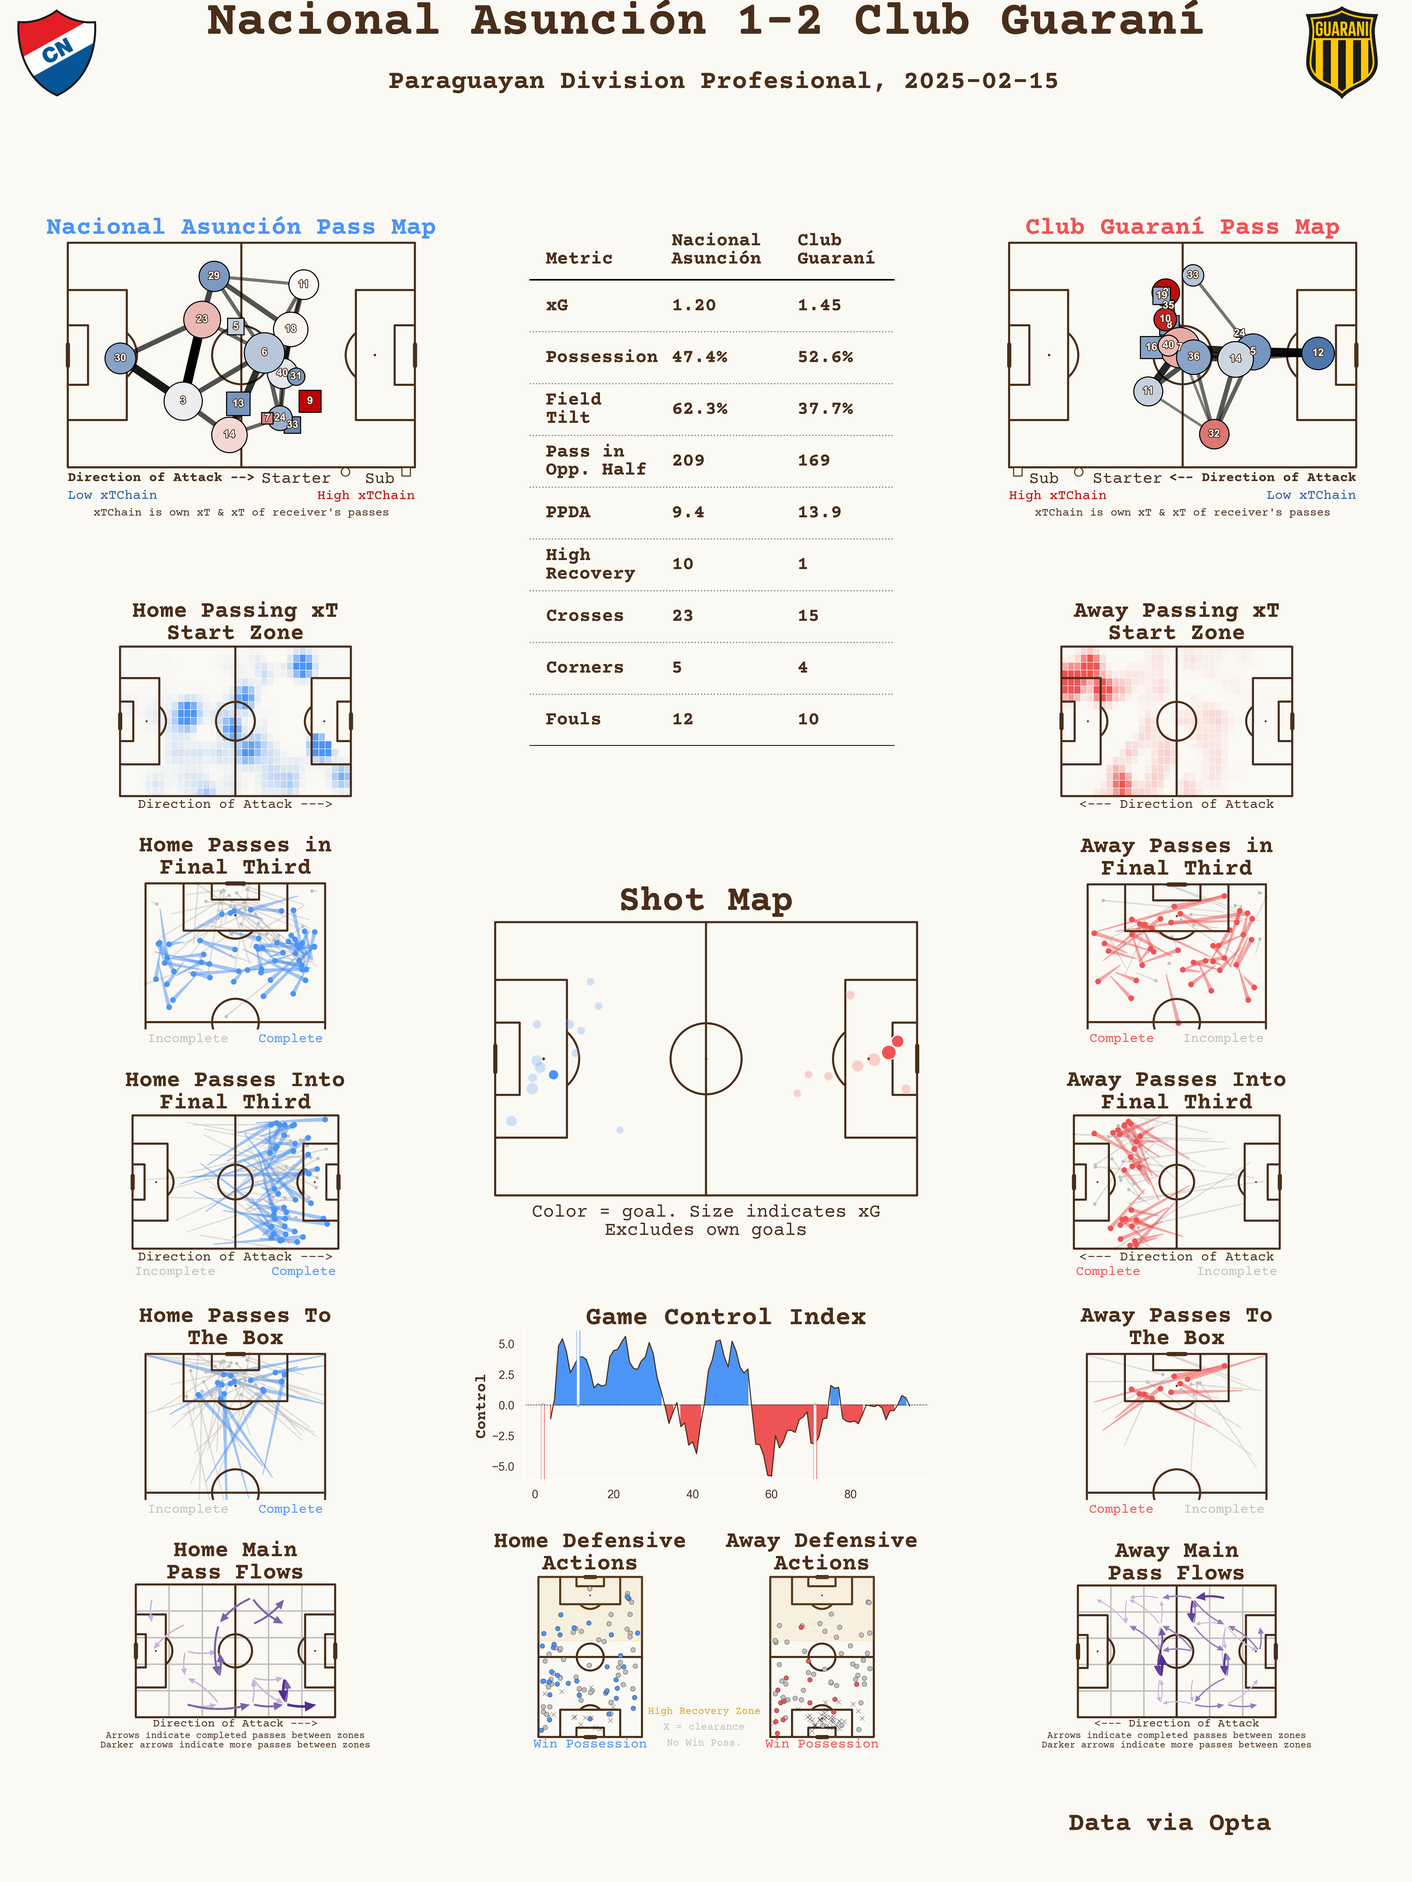 Nacional Asunción 1-2 Club Guaraní
Paraguayan Division Profesional, 2025-02-15
CN
GUARANI
Nacional Asunción Pass Map
29
11
23
5
18
30
6
40
31
3
13
9
7
24
33
14
Direction of Attack --> Starter Sub
Low xTChain High xTChain
xTChain is own xT & xT of receiver's passes
Metric Nacional Asunción Club Guaraní
xG 1.20 1.45
Possession 47.4% 52.6%
Field Tilt 62.3% 37.7%
Pass in Opp. Half 209 169
PPDA 9.4 13.9
High Recovery 10 1
Crosses 23 15
Corners 5 4
Fouls 12 10
Club Guaraní Pass Map
33
19
35
10
8
24
16
40
7
36
14
5
12
11
32
Sub Starter <-- Direction of Attack
High xTChain Low xTChain
xTChain is own xT & xT of receiver's passes
Home Passing xT
Start Zone
Direction of Attack --->
Away Passing xT
Start Zone
<--- Direction of Attack
Home Passes in
Final Third
Incomplete Complete
Away Passes in
Final Third
Complete Incomplete
Shot Map
Color = goal. Size indicates xG
Excludes own goals
Home Passes Into
Final Third
Direction of Attack --->
Incomplete Complete
Away Passes Into
Final Third
<--- Direction of Attack
Complete Incomplete
Home Passes To
The Box
Incomplete Complete
Game Control Index
Control
5.0
2.5
0.0
−2.5
−5.0
0 20 40 60 80
Away Passes To
The Box
Complete Incomplete
Home Main
Pass Flows
Direction of Attack --->
Arrows indicate completed passes between zones
Darker arrows indicate more passes between zones
Home Defensive
Actions
Win Possession
High Recovery Zone
X = clearance
No Win Poss.
Away Defensive
Actions
Win Possession
Away Main
Pass Flows
<--- Direction of Attack
Arrows indicate completed passes between zones
Darker arrows indicate more passes between zones
Data via Opta